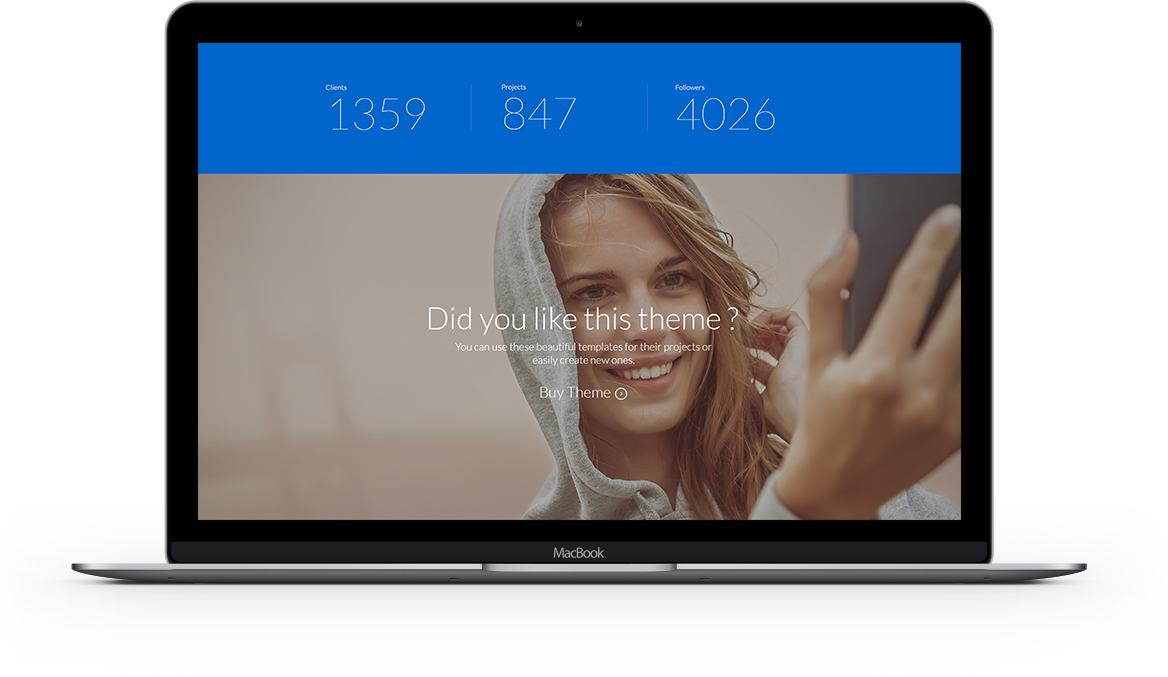 Clients Projects Followers
1359 847 4026
Did you like this theme ?
You can use these beautiful templates for their projects or
easily create new ones.
Buy Theme
MacBook